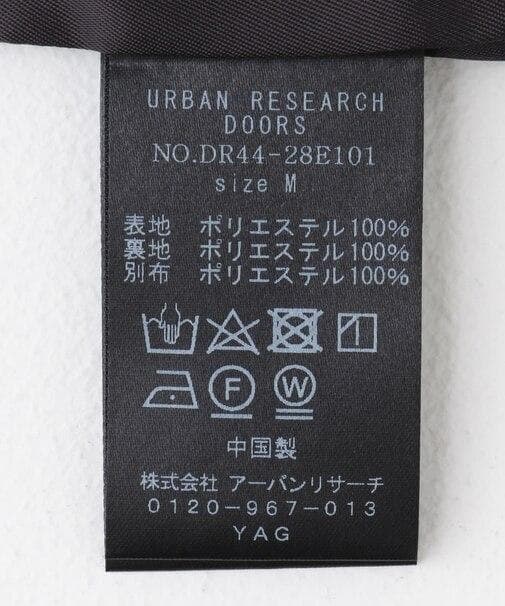 URBAN RESEARCH
DOORS
NO.DR44-28E101
size M
表地 ポリエステル100%
裏地 ポリエステル100%
別布 ポリエステル100%
F W
中国製
株式会社 アーバンリサーチ
0120-967-013
YAG